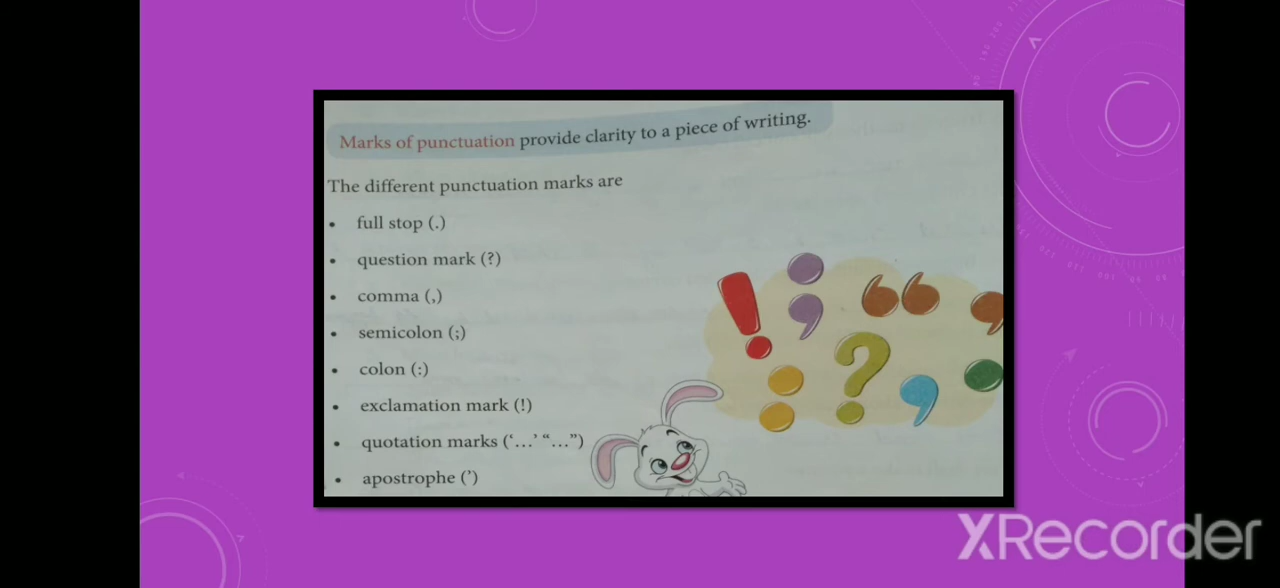 Marks of punctuation provide clarity to a piece of writing.
The different punctuation marks are
• full stop (.)
• question mark (?)
• comma (,)
• semicolon (;)
• colon (:)
• exclamation mark (!)
• quotation marks (‘...’ “...”)
• apostrophe (’)
XRecorder